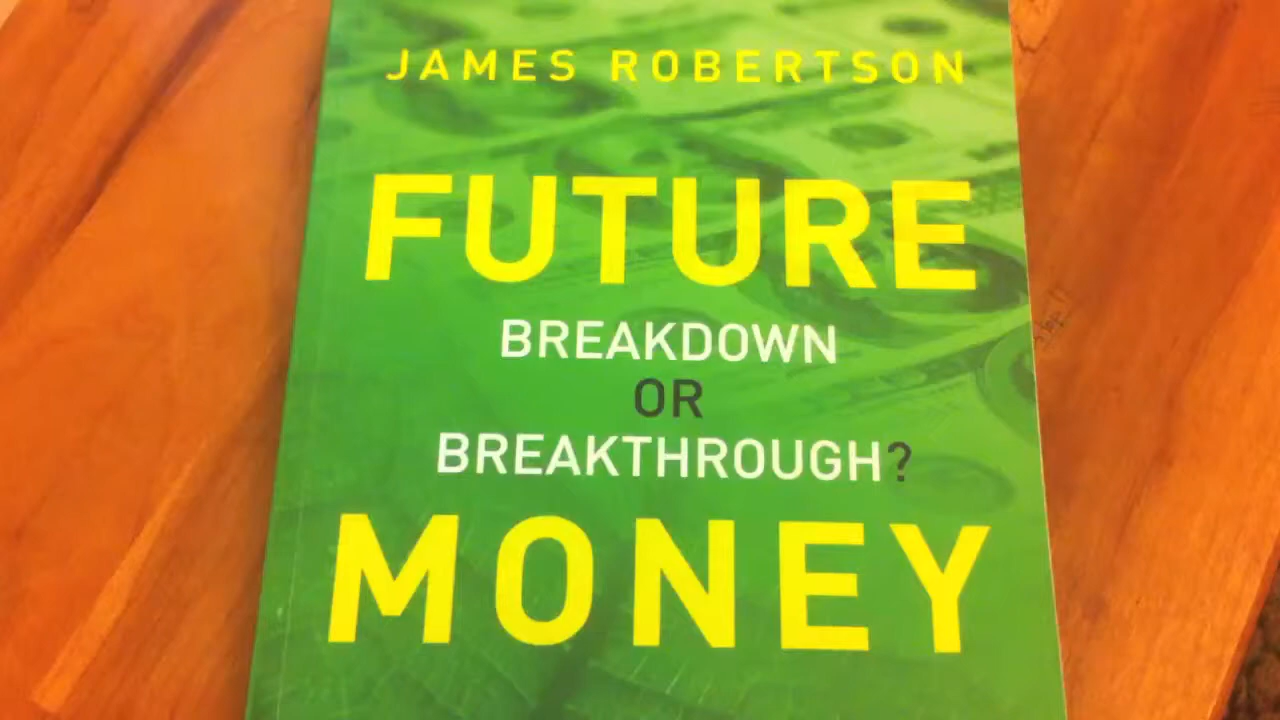 JAMES ROBERTSON
FUTURE
BREAKDOWN
OR
BREAKTHROUGH?
MONEY